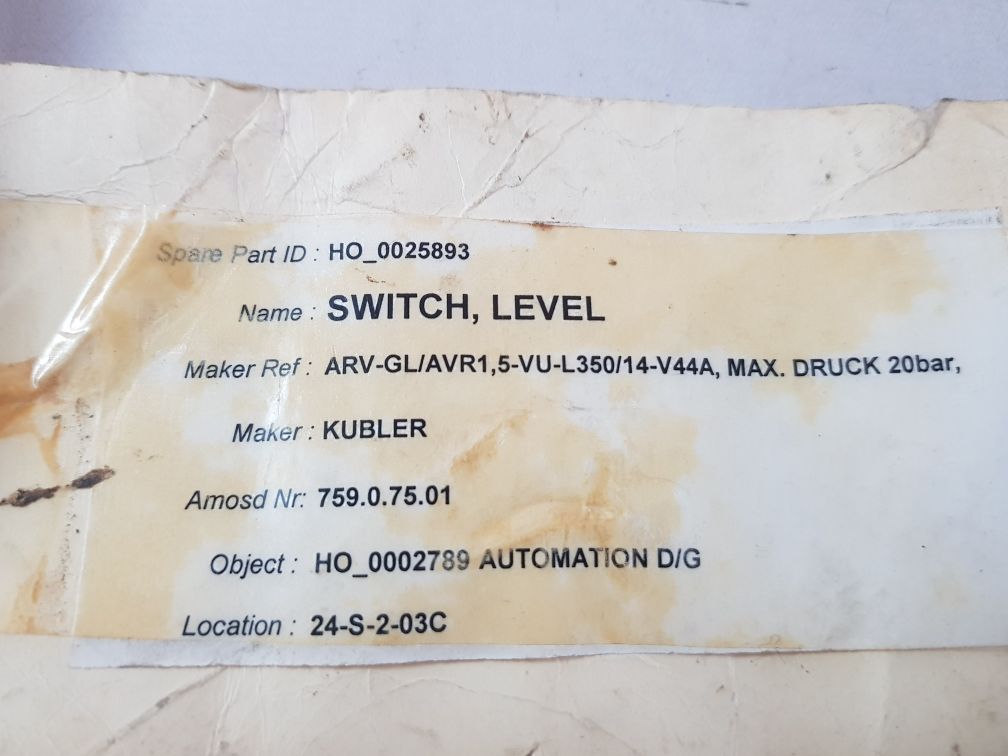 Spare Part ID : HO_0025893
Name : SWITCH, LEVEL
Maker Ref : ARV-GL/AVR1,5-VU-L350/14-V44A, MAX. DRUCK 20bar,
Maker : KUBLER
Amosd Nr: 759.0.75.01
Object : HO_0002789 AUTOMATION D/G
Location : 24-S-2-03C